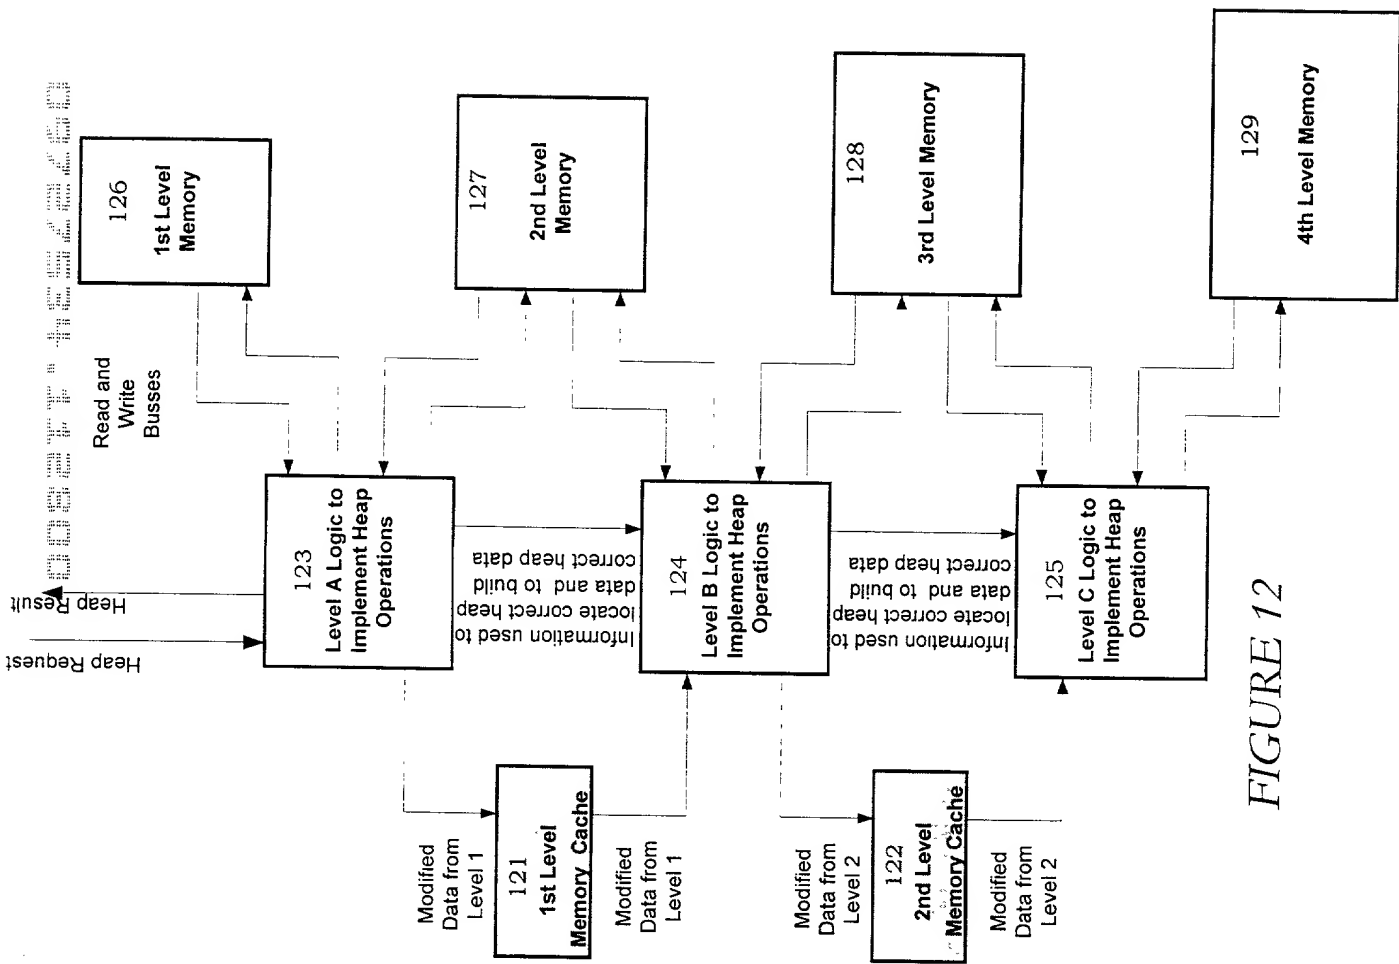 Heap Request
Heap Result
123
Level A Logic to
Implement Heap
Operations
Read and
Write
Busses
126
1st Level
Memory
Information used to
locate correct heap
data and to build
correct heap data
127
2nd Level
Memory
Modified
Data from
Level 1
121
1st Level
Memory Cache
Modified
Data from
Level 1
124
Level B Logic to
Implement Heap
Operations
128
3rd Level Memory
Information used to
locate correct heap
data and to build
correct heap data
Modified
Data from
Level 2
122
2nd Level
Memory Cache
Modified
Data from
Level 2
125
Level C Logic to
Implement Heap
Operations
129
4th Level Memory
FIGURE 12